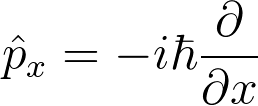 p̂ₓ = −iħ ∂/∂x